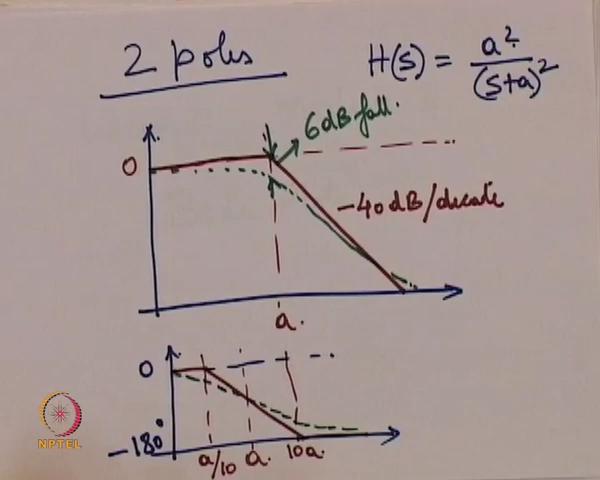 2 poles
H(s) = a²/(s+a)²
6dB fall.
0
-40 dB/decade
a.
0
-180°
a/10 a. 10a.
NPTEL